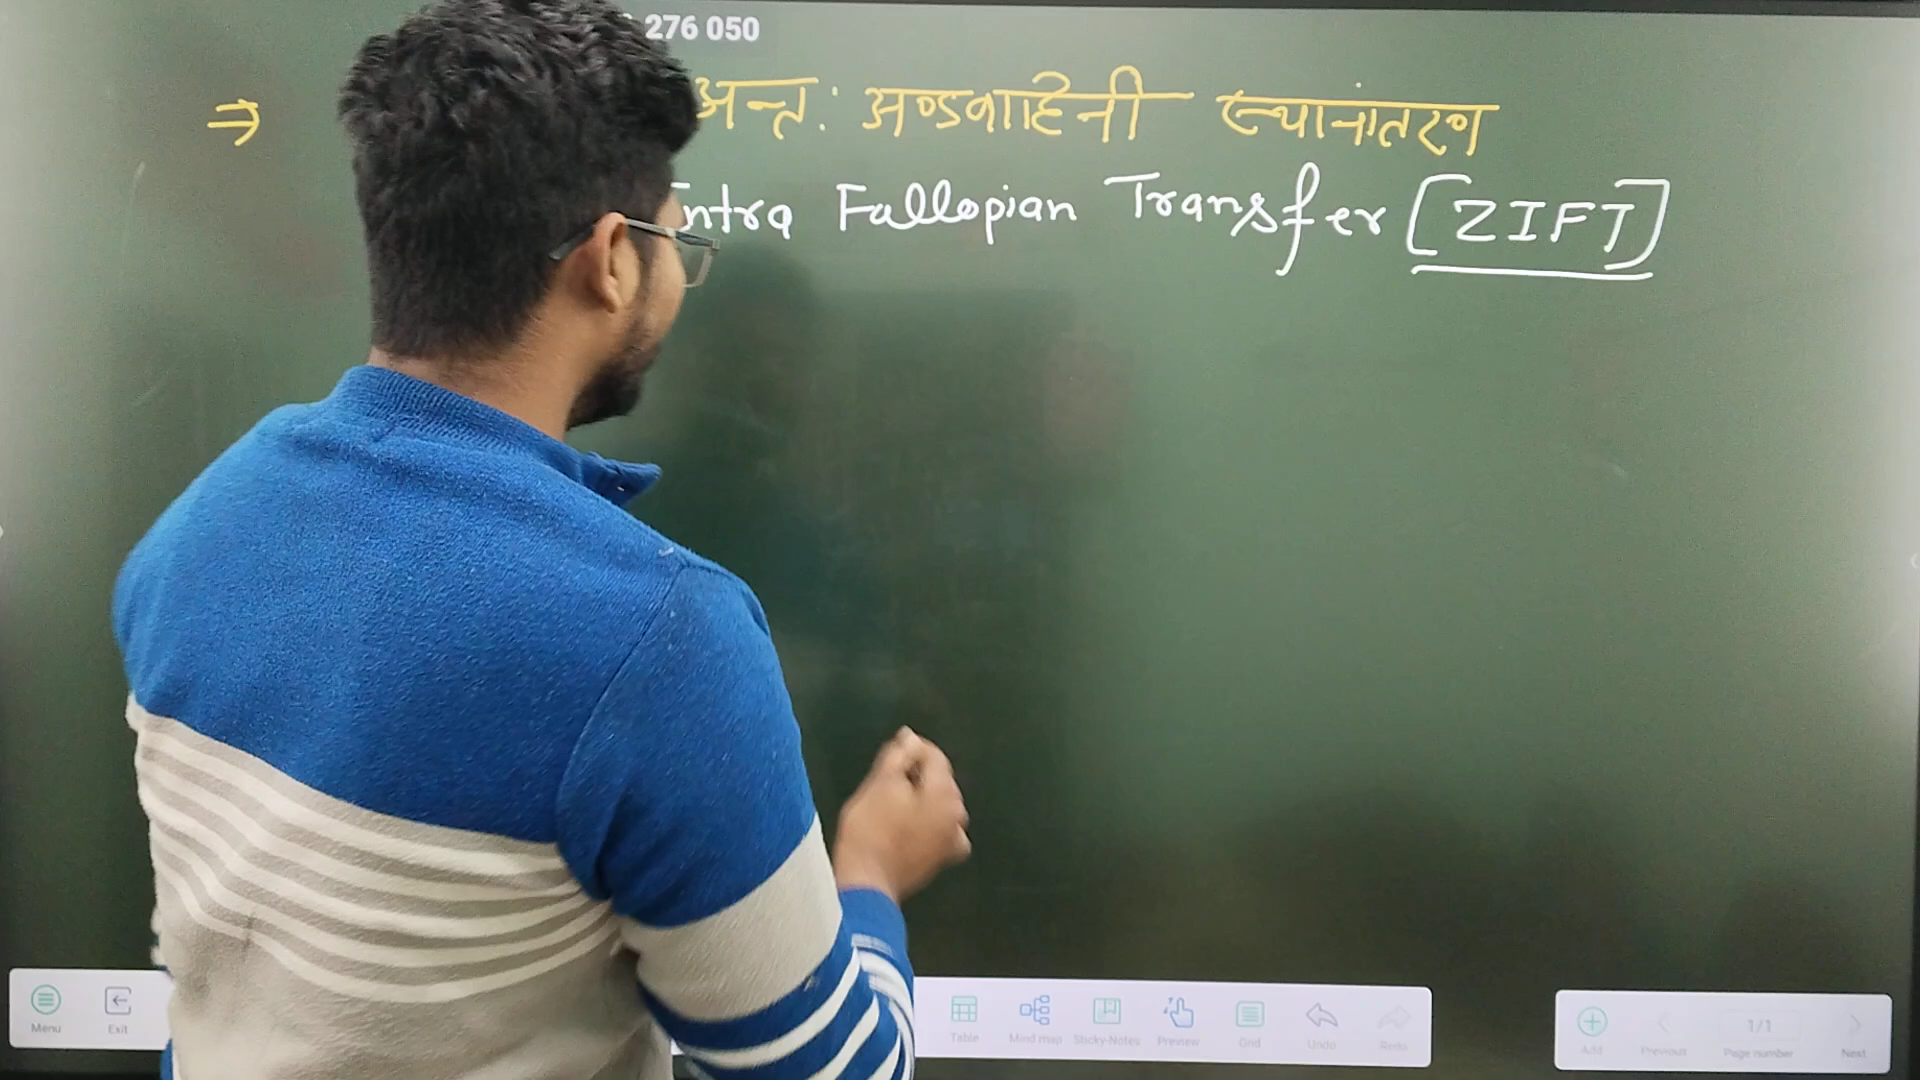 276 050
⇒ अन्त: अण्डवाहिनी स्थानांतरण
Intra Fallopian Transfer [ZIFT]
Menu Exit Table Mind map Sticky-Notes Preview Grid Undo Redo Add Previous 1/1 Page number Next